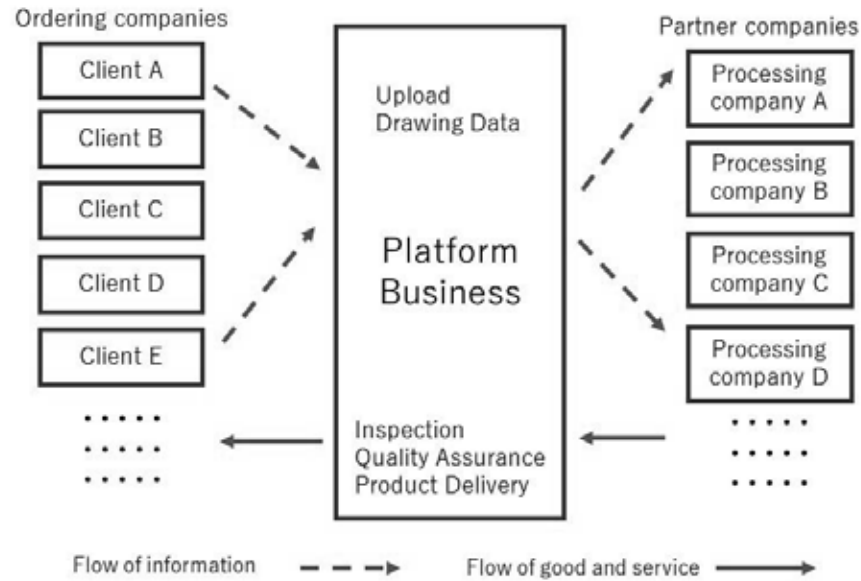 Ordering companies
Client A
Client B
Client C
Client D
Client E
Upload
Drawing Data
Platform
Business
Inspection
Quality Assurance
Product Delivery
Partner companies
Processing
company A
Processing
company B
Processing
company C
Processing
company D
Flow of information
Flow of good and service